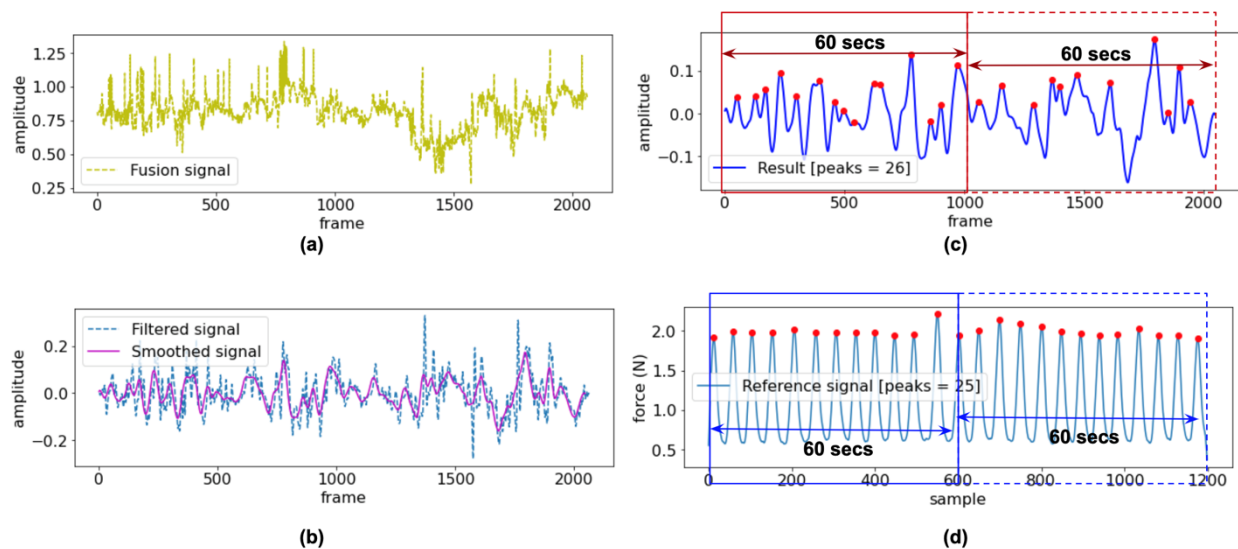 1.25
1.00
0.75
0.50
0.25
amplitude
Fusion signal
0 500 1000 1500 2000
frame
(a)
60 secs 60 secs
0.1
0.0
−0.1
amplitude
Result [peaks = 26]
0 500 1000 1500 2000
frame
(c)
Filtered signal
Smoothed signal
0.2
0.0
−0.2
amplitude
0 500 1000 1500 2000
frame
(b)
2.0
1.5
1.0
0.5
force (N)
Reference signal [peaks = 25]
60 secs 60 secs
0 200 400 600 800 1000 1200
sample
(d)